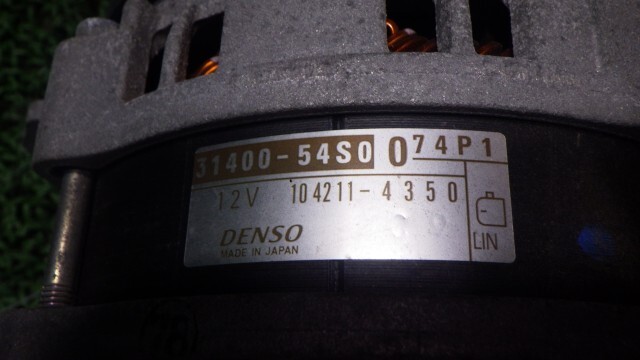 31400-54S0 074P1
12V 104211-4350
DENSO
MADE IN JAPAN
LIN